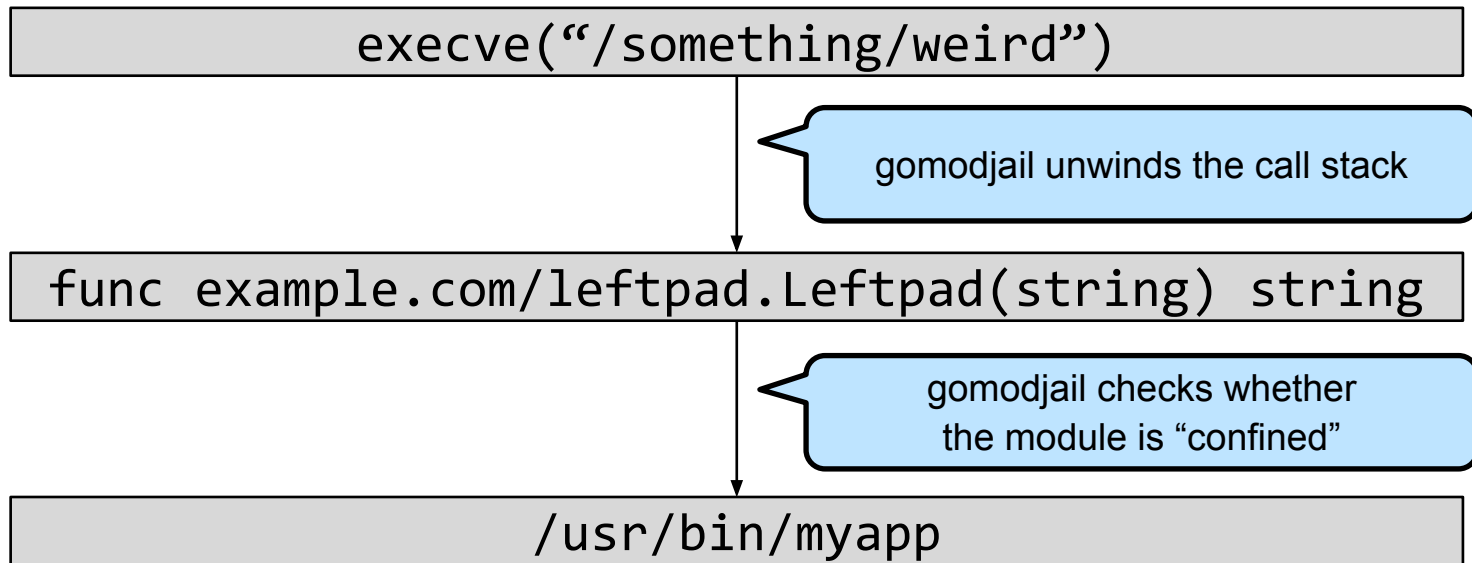 execve(“/something/weird”)
gomodjail unwinds the call stack
func example.com/leftpad.Leftpad(string) string
gomodjail checks whether
the module is “confined”
/usr/bin/myapp